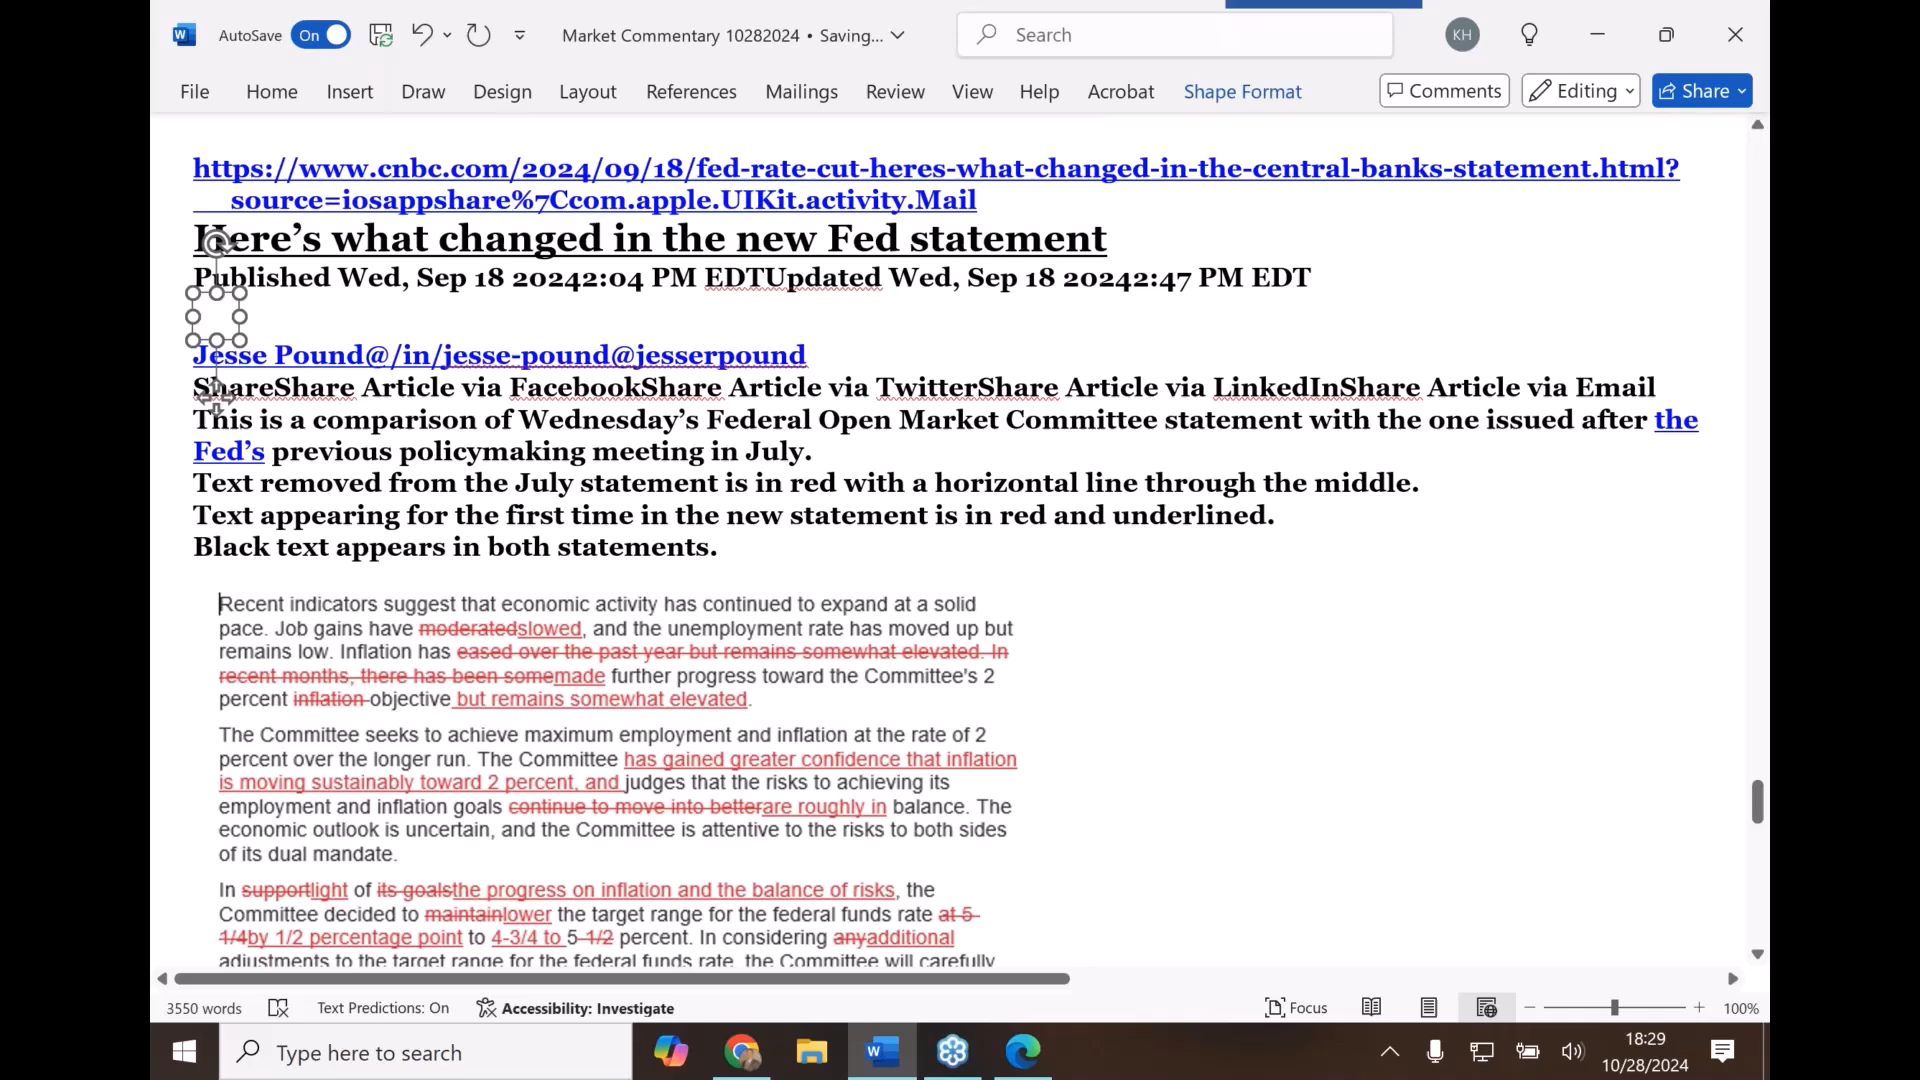 AutoSave On Market Commentary 10282024 • Saving... Search KH
File Home Insert Draw Design Layout References Mailings Review View Help Acrobat Shape Format Comments Editing Share
https://www.cnbc.com/2024/09/18/fed-rate-cut-heres-what-changed-in-the-central-banks-statement.html?
source=iosappshare%7Ccom.apple.UIKit.activity.Mail
Here’s what changed in the new Fed statement
Published Wed, Sep 18 20242:04 PM EDTUpdated Wed, Sep 18 20242:47 PM EDT
Jesse Pound@/in/jesse-pound@jesserpound
ShareShare Article via FacebookShare Article via TwitterShare Article via LinkedInShare Article via Email
This is a comparison of Wednesday’s Federal Open Market Committee statement with the one issued after the
Fed’s previous policymaking meeting in July.
Text removed from the July statement is in red with a horizontal line through the middle.
Text appearing for the first time in the new statement is in red and underlined.
Black text appears in both statements.
Recent indicators suggest that economic activity has continued to expand at a solid
pace. Job gains have moderatedslowed, and the unemployment rate has moved up but
remains low. Inflation has eased over the past year but remains somewhat elevated. In
recent months, there has been somemade further progress toward the Committee's 2
percent inflation objective but remains somewhat elevated.
The Committee seeks to achieve maximum employment and inflation at the rate of 2
percent over the longer run. The Committee has gained greater confidence that inflation
is moving sustainably toward 2 percent, and judges that the risks to achieving its
employment and inflation goals continue to move into betterare roughly in balance. The
economic outlook is uncertain, and the Committee is attentive to the risks to both sides
of its dual mandate.
In supportlight of its goalsthe progress on inflation and the balance of risks, the
Committee decided to maintainlower the target range for the federal funds rate at 5-
1/4by 1/2 percentage point to 4-3/4 to 5-1/2 percent. In considering anyadditional
adjustments to the target range for the federal funds rate, the Committee will carefully
3550 words Text Predictions: On Accessibility: Investigate Focus 100%
Type here to search 18:29
10/28/2024